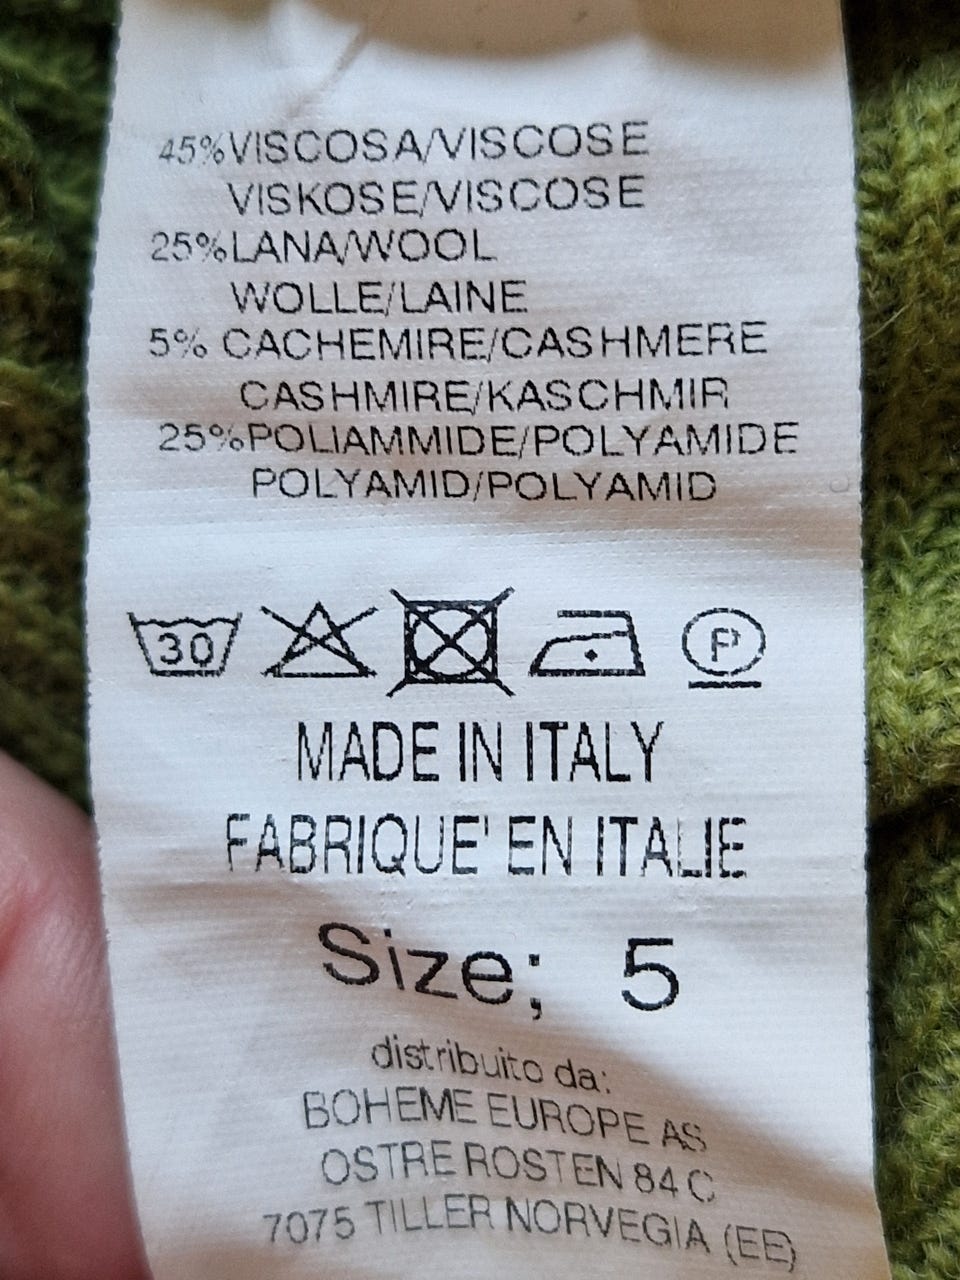 45%VISCOSA/VISCOSE
VISKOSE/VISCOSE
25%LANA/WOOL
WOLLE/LAINE
5% CACHEMIRE/CASHMERE
CASHMIRE/KASCHMIR
25%POLIAMMIDE/POLYAMIDE
POLYAMID/POLYAMID
30 P
MADE IN ITALY
FABRIQUE' EN ITALIE
Size; 5
distribuito da:
BOHEME EUROPE AS
OSTRE ROSTEN 84 C
7075 TILLER NORVEGIA (EE)